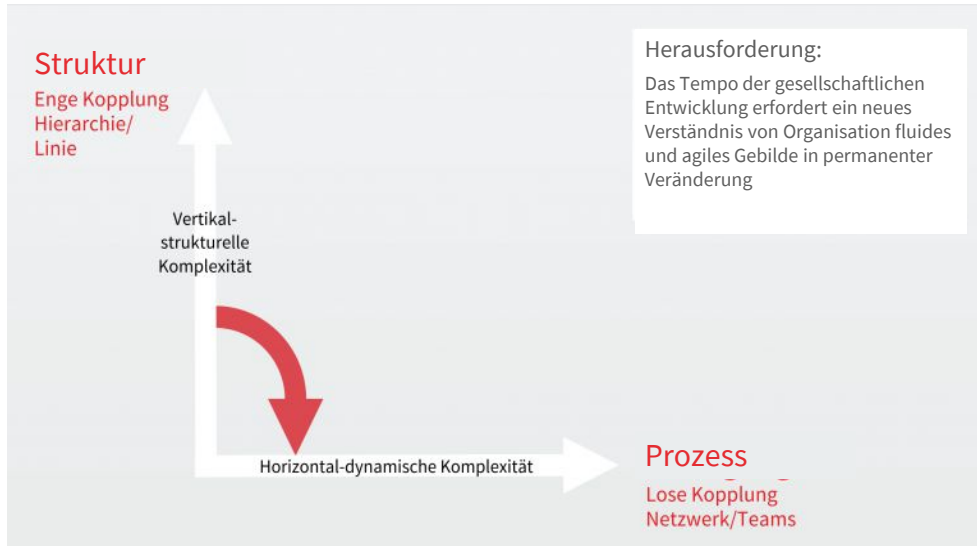 Struktur
Enge Kopplung
Hierarchie/
Linie
Herausforderung:
Das Tempo der gesellschaftlichen
Entwicklung erfordert ein neues
Verständnis von Organisation fluides
und agiles Gebilde in permanenter
Veränderung
Vertikal-
strukturelle
Komplexität
Horizontal-dynamische Komplexität
Prozess
Lose Kopplung
Netzwerk/Teams